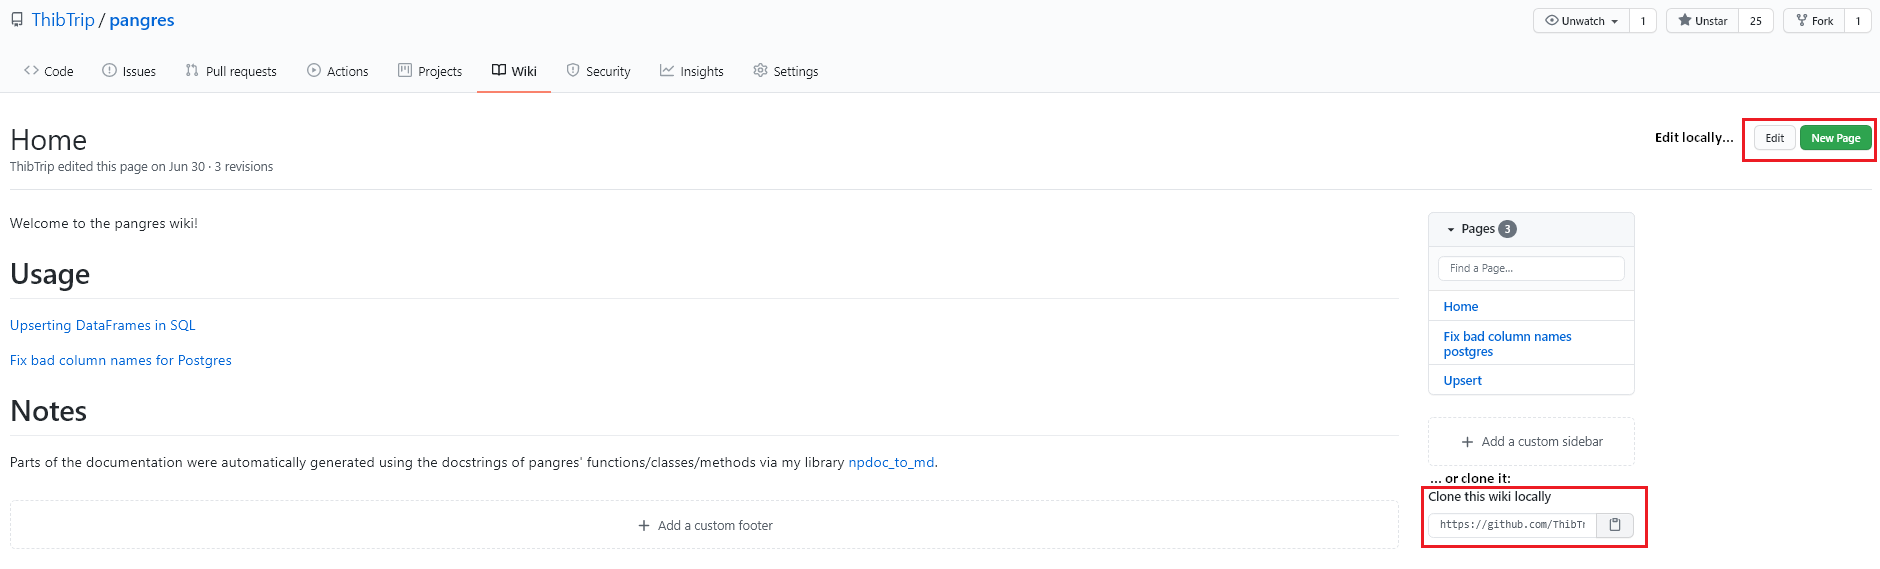 ThibTrip / pangres
Unwatch 1 Unstar 25 Fork 1
Code Issues Pull requests Actions Projects Wiki Security Insights Settings
Home
Edit locally... Edit New Page
ThibTrip edited this page on Jun 30 · 3 revisions
Welcome to the pangres wiki!
Usage
Upserting DataFrames in SQL
Fix bad column names for Postgres
Notes
Parts of the documentation were automatically generated using the docstrings of pangres' functions/classes/methods via my library npdoc_to_md.
Add a custom footer
Pages 3
Find a Page...
Home
Fix bad column names
postgres
Upsert
Add a custom sidebar
... or clone it:
Clone this wiki locally
https://github.com/ThibTr